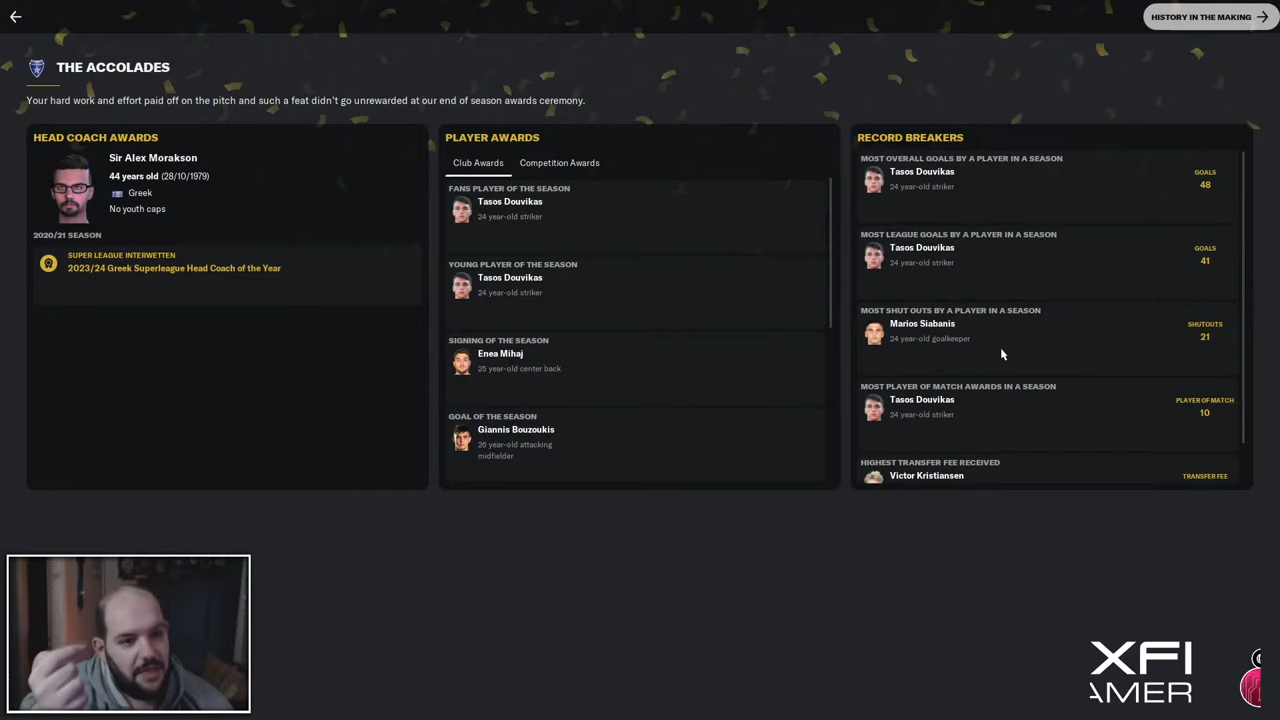 HISTORY IN THE MAKING
THE ACCOLADES
Your hard work and effort paid off on the pitch and such a feat didn't go unrewarded at our end of season awards ceremony.
HEAD COACH AWARDS
Sir Alex Morakson
44 years old (28/10/1979)
Greek
No youth caps
2020/21 SEASON
SUPER LEAGUE INTERWETTEN
2023/24 Greek Superleague Head Coach of the Year
PLAYER AWARDS
Club Awards Competition Awards
FANS PLAYER OF THE SEASON
Tasos Douvikas
24 year-old striker
YOUNG PLAYER OF THE SEASON
Tasos Douvikas
24 year-old striker
SIGNING OF THE SEASON
Enea Mihaj
25 year-old center back
GOAL OF THE SEASON
Giannis Bouzoukis
26 year-old attacking
midfielder
RECORD BREAKERS
MOST OVERALL GOALS BY A PLAYER IN A SEASON
Tasos Douvikas
24 year-old striker
GOALS
48
MOST LEAGUE GOALS BY A PLAYER IN A SEASON
Tasos Douvikas
24 year-old striker
GOALS
41
MOST SHUT OUTS BY A PLAYER IN A SEASON
Marios Siabanis
24 year-old goalkeeper
SHUTOUTS
21
MOST PLAYER OF MATCH AWARDS IN A SEASON
Tasos Douvikas
24 year-old striker
PLAYER OF MATCH
10
HIGHEST TRANSFER FEE RECEIVED
Victor Kristiansen
TRANSFER FEE
XFI
AMER